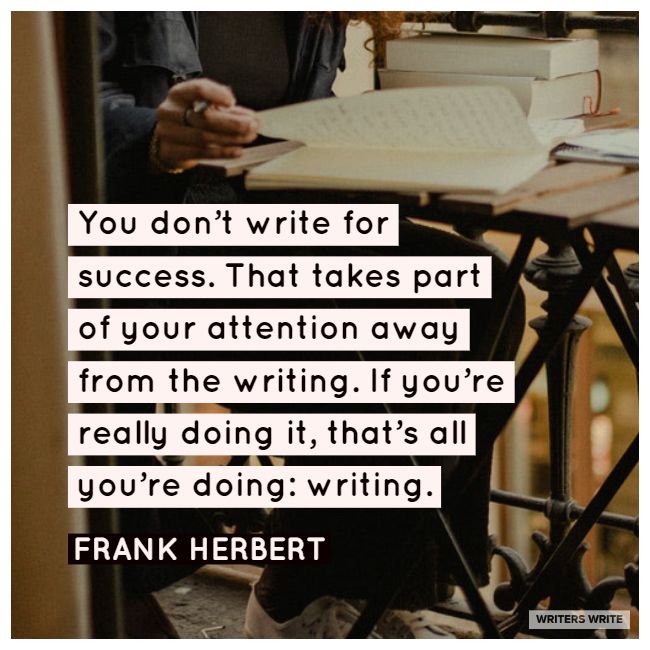 You don’t write for
success. That takes part
of your attention away
from the writing. If you’re
really doing it, that’s all
you’re doing: writing.
FRANK HERBERT
WRITERS WRITE